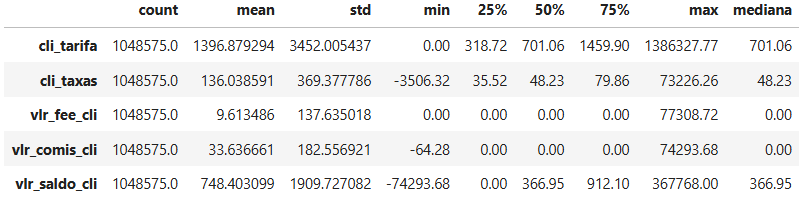 count mean std min 25% 50% 75% max mediana
cli_tarifa 1048575.0 1396.879294 3452.005437 0.00 318.72 701.06 1459.90 1386327.77 701.06
cli_taxas 1048575.0 136.038591 369.377786 -3506.32 35.52 48.23 79.86 73226.26 48.23
vlr_fee_cli 1048575.0 9.613486 137.635018 0.00 0.00 0.00 0.00 77308.72 0.00
vlr_comis_cli 1048575.0 33.636661 182.556921 -64.28 0.00 0.00 0.00 74293.68 0.00
vlr_saldo_cli 1048575.0 748.403099 1909.727082 -74293.68 0.00 366.95 912.10 367768.00 366.95